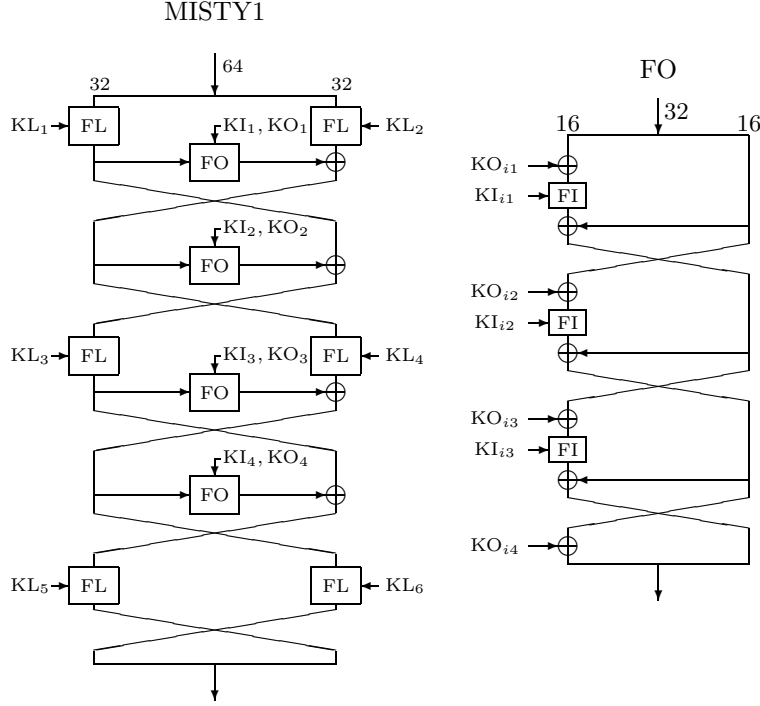 MISTY1
64
32 32
KL₁ FL KI₁, KO₁ FL KL₂
FO
KI₂, KO₂
FO
KL₃ FL KI₃, KO₃ FL KL₄
FO
KI₄, KO₄
FO
KL₅ FL FL KL₆
FO
32
16 16
KOᵢ₁
KIᵢ₁ FI
KOᵢ₂
KIᵢ₂ FI
KOᵢ₃
KIᵢ₃ FI
KOᵢ₄